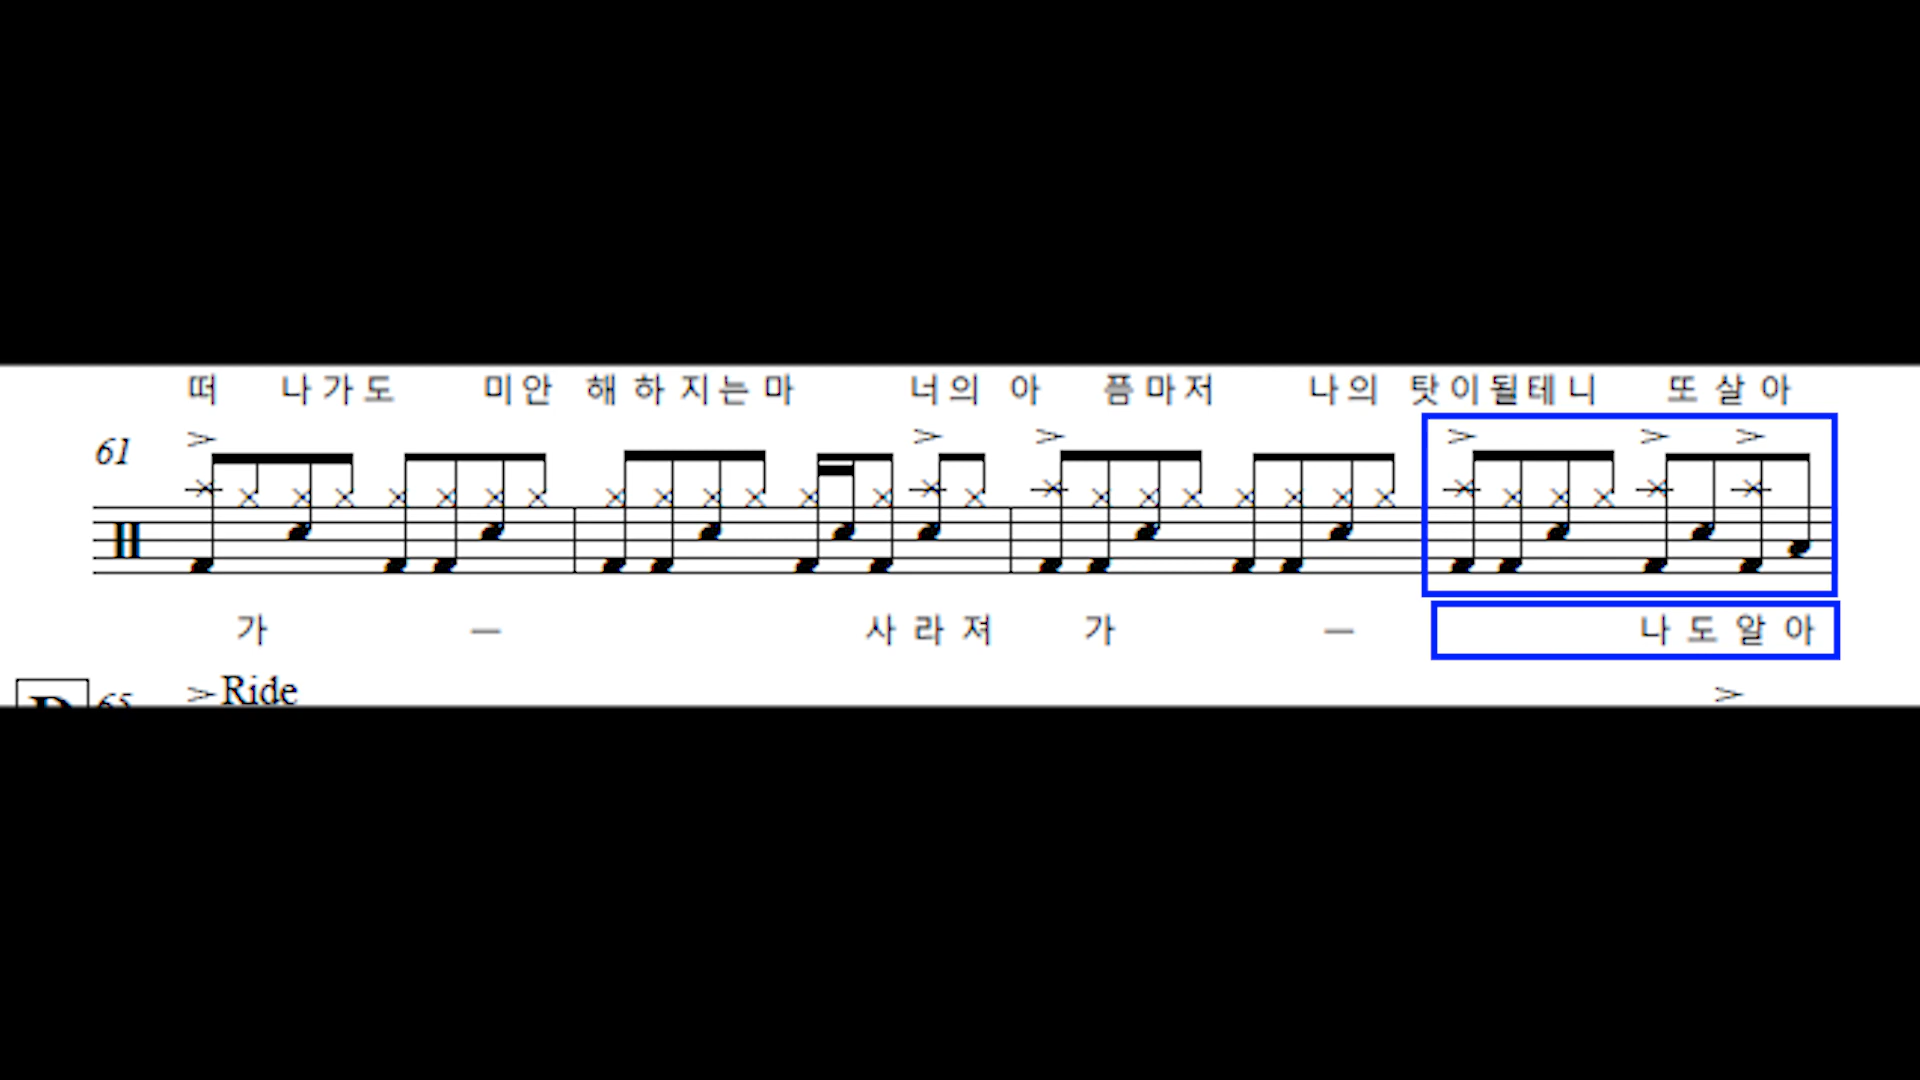 떠 나가도 미안 해 하 지는 마 너의 아 픔마저 나의 탓이될테니 또 살 아
61
가 — 사 라 져 가 — 나 도 알 아
65 Ride